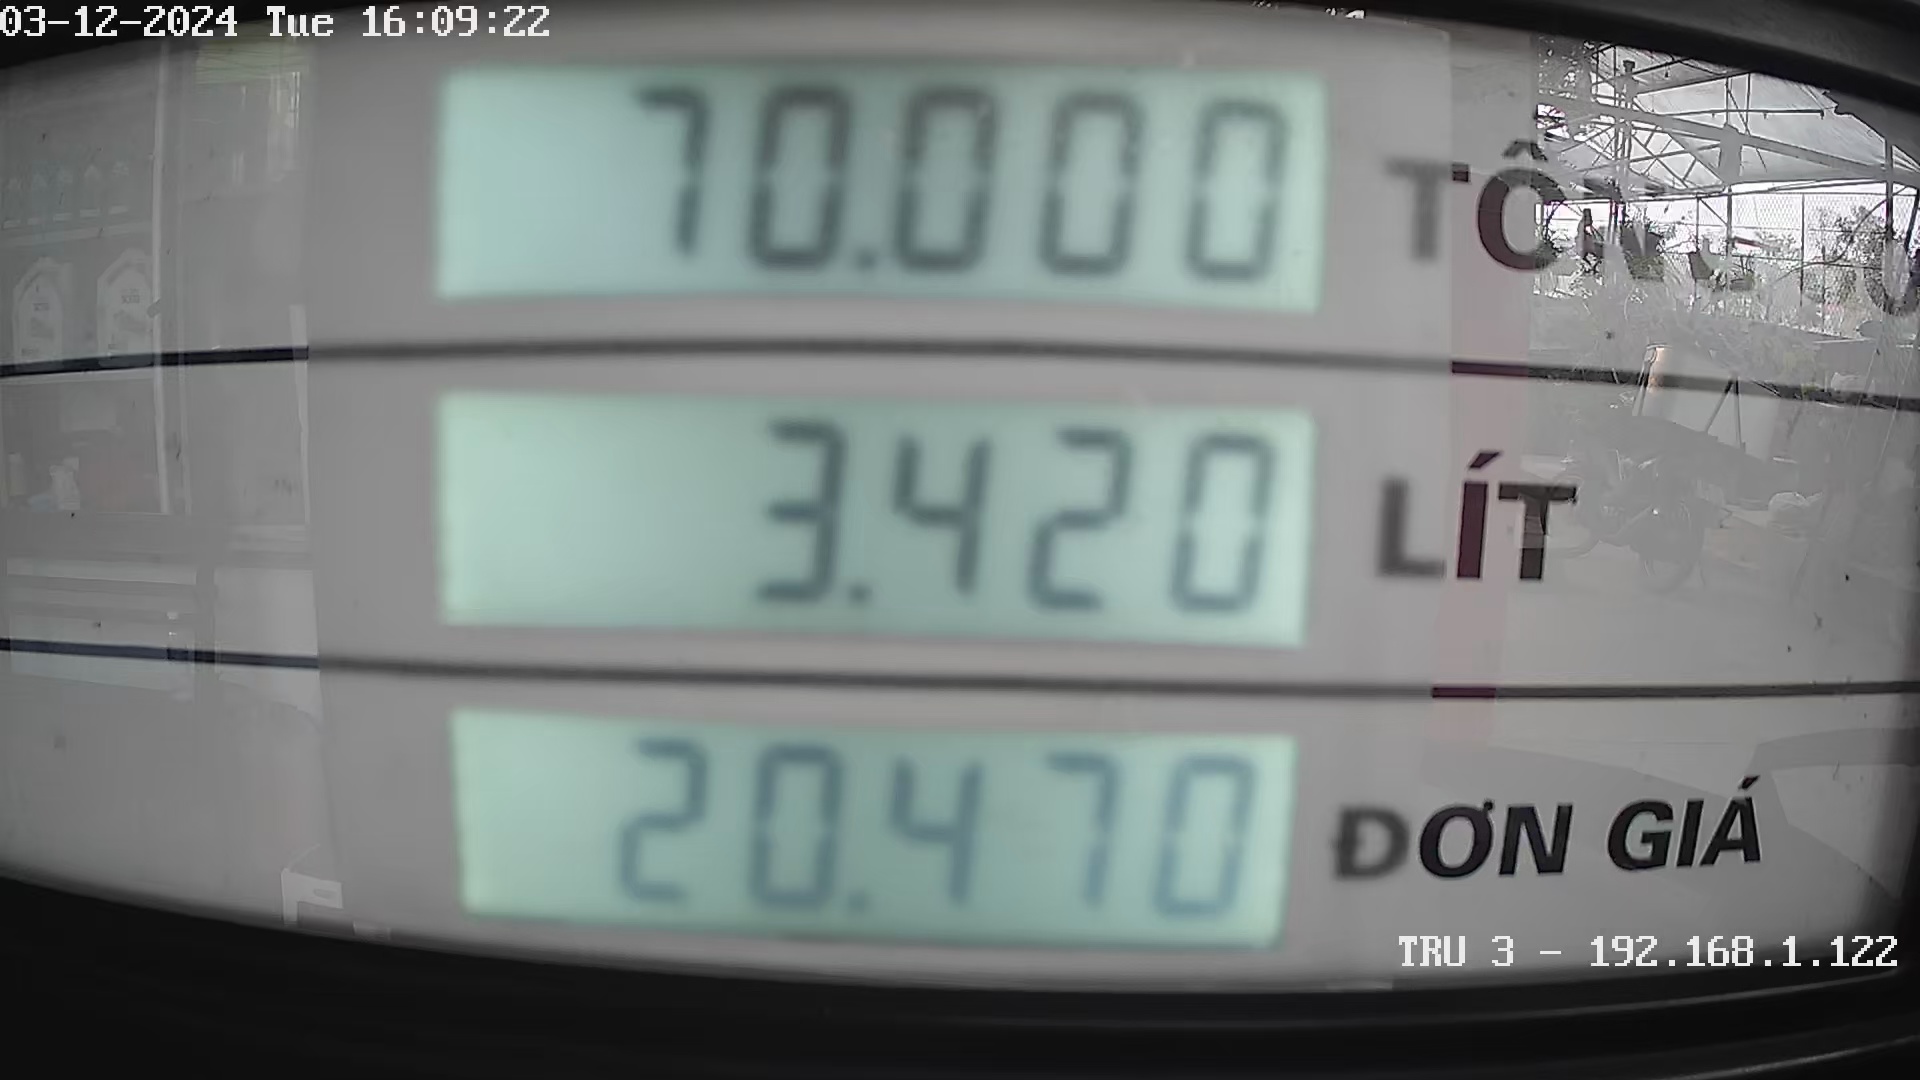 03-12-2024 Tue 16:09:22
70.000
3.420
LÍT
20.470
ĐƠN GIÁ
TRU 3 - 192.168.1.122